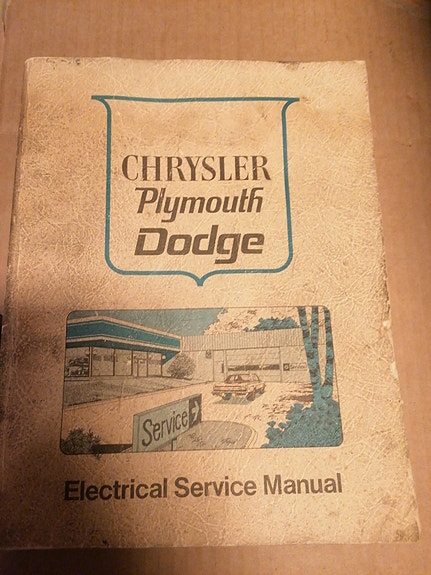 CHRYSLER
Plymouth
Dodge
Service
Electrical Service Manual